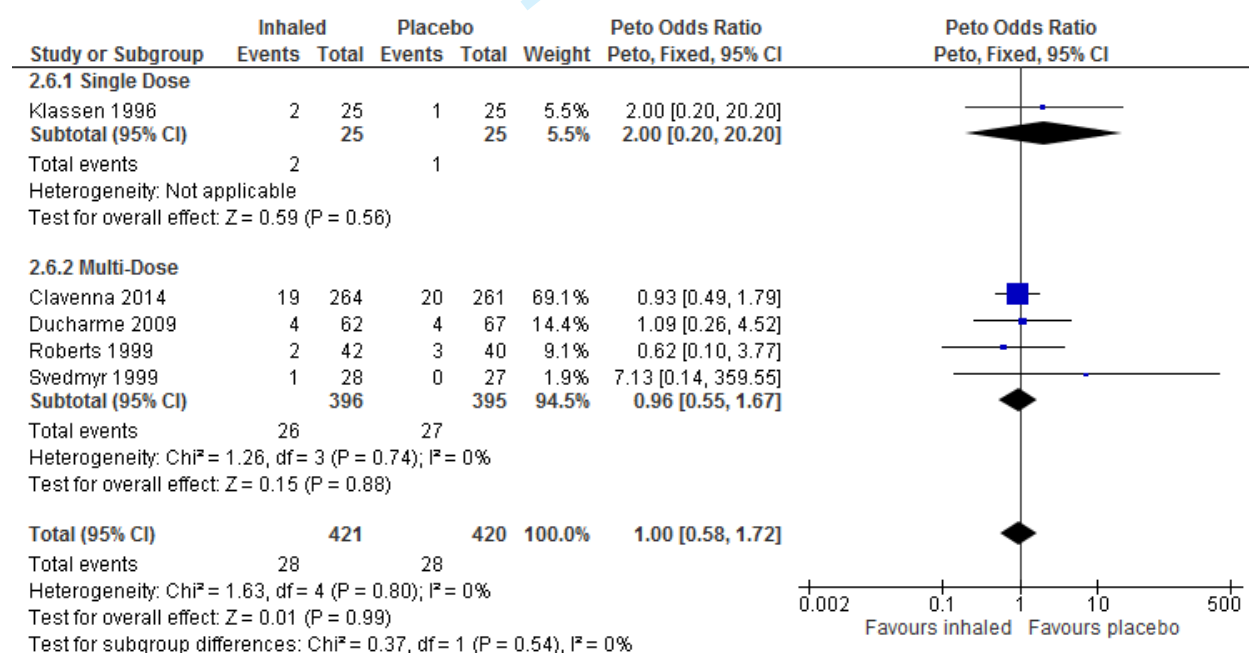 Inhaled Placebo Peto Odds Ratio Peto Odds Ratio
Study or Subgroup Events Total Events Total Weight Peto, Fixed, 95% CI Peto, Fixed, 95% CI
2.6.1 Single Dose
Klassen 1996 2 25 1 25 5.5% 2.00 [0.20, 20.20]
Subtotal (95% CI) 25 25 5.5% 2.00 [0.20, 20.20]
Total events 2 1
Heterogeneity: Not applicable
Test for overall effect: Z = 0.59 (P = 0.56)
2.6.2 Multi-Dose
Clavenna 2014 19 264 20 261 69.1% 0.93 [0.49, 1.79]
Ducharme 2009 4 62 4 67 14.4% 1.09 [0.26, 4.52]
Roberts 1999 2 42 3 40 9.1% 0.62 [0.10, 3.77]
Svedmyr 1999 1 28 0 27 1.9% 7.13 [0.14, 359.55]
Subtotal (95% CI) 396 395 94.5% 0.96 [0.55, 1.67]
Total events 26 27
Heterogeneity: Chi² = 1.26, df = 3 (P = 0.74); I² = 0%
Test for overall effect: Z = 0.15 (P = 0.88)
Total (95% CI) 421 420 100.0% 1.00 [0.58, 1.72]
Total events 28 28
Heterogeneity: Chi² = 1.63, df = 4 (P = 0.80); I² = 0%
Test for overall effect: Z = 0.01 (P = 0.99)
Test for subgroup differences: Chi² = 0.37, df = 1 (P = 0.54), I² = 0%
0.002 0.1 1 10 500
Favours inhaled Favours placebo